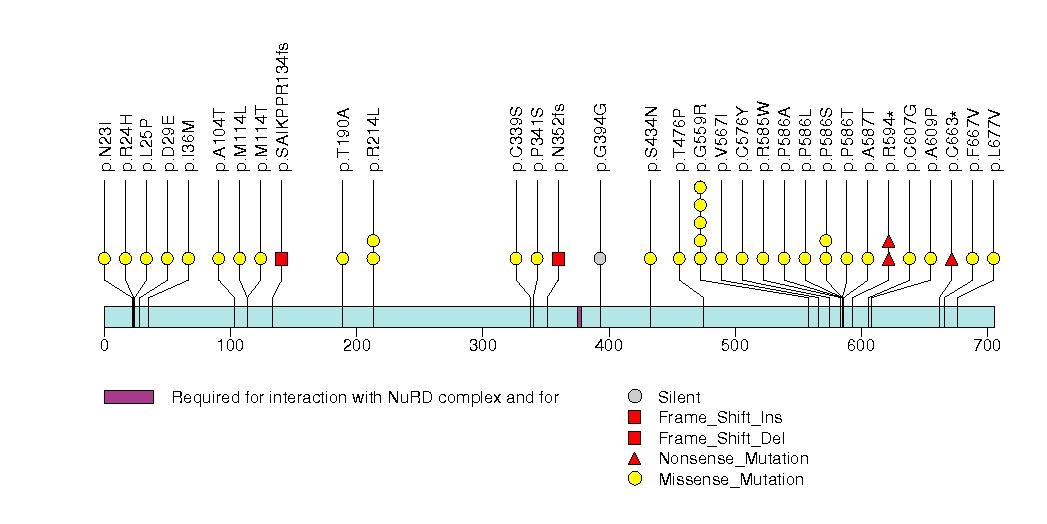 p.N23I
p.R24H
p.L25P
p.D29E
p.I36M
p.A104T
p.M114L
p.M114T
p.SAIKPPR134fs
p.T190A
p.R214L
p.C339S
p.P341S
p.N352fs
p.G394G
p.S434N
p.T476P
p.G559R
p.V567I
p.C576Y
p.R585W
p.P586A
p.P586L
p.P586S
p.P586T
p.A587T
p.R594*
p.C607G
p.A609P
p.C663*
p.F667V
p.L677V
0 100 200 300 400 500 600 700
Required for interaction with NuRD complex and for
Silent
Frame_Shift_Ins
Frame_Shift_Del
Nonsense_Mutation
Missense_Mutation